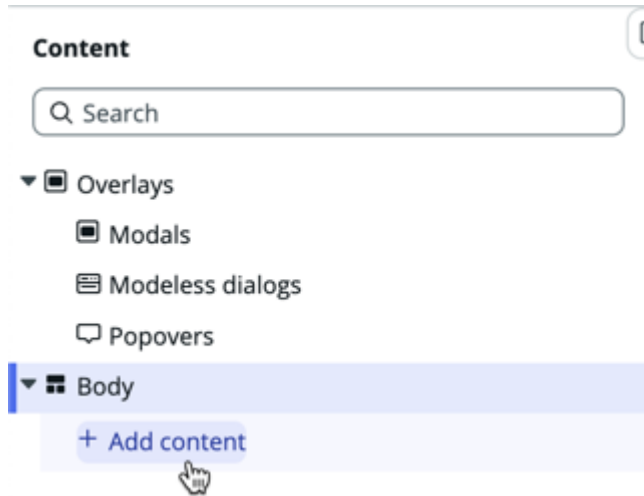 Content
Search
Overlays
Modals
Modeless dialogs
Popovers
Body
+ Add content